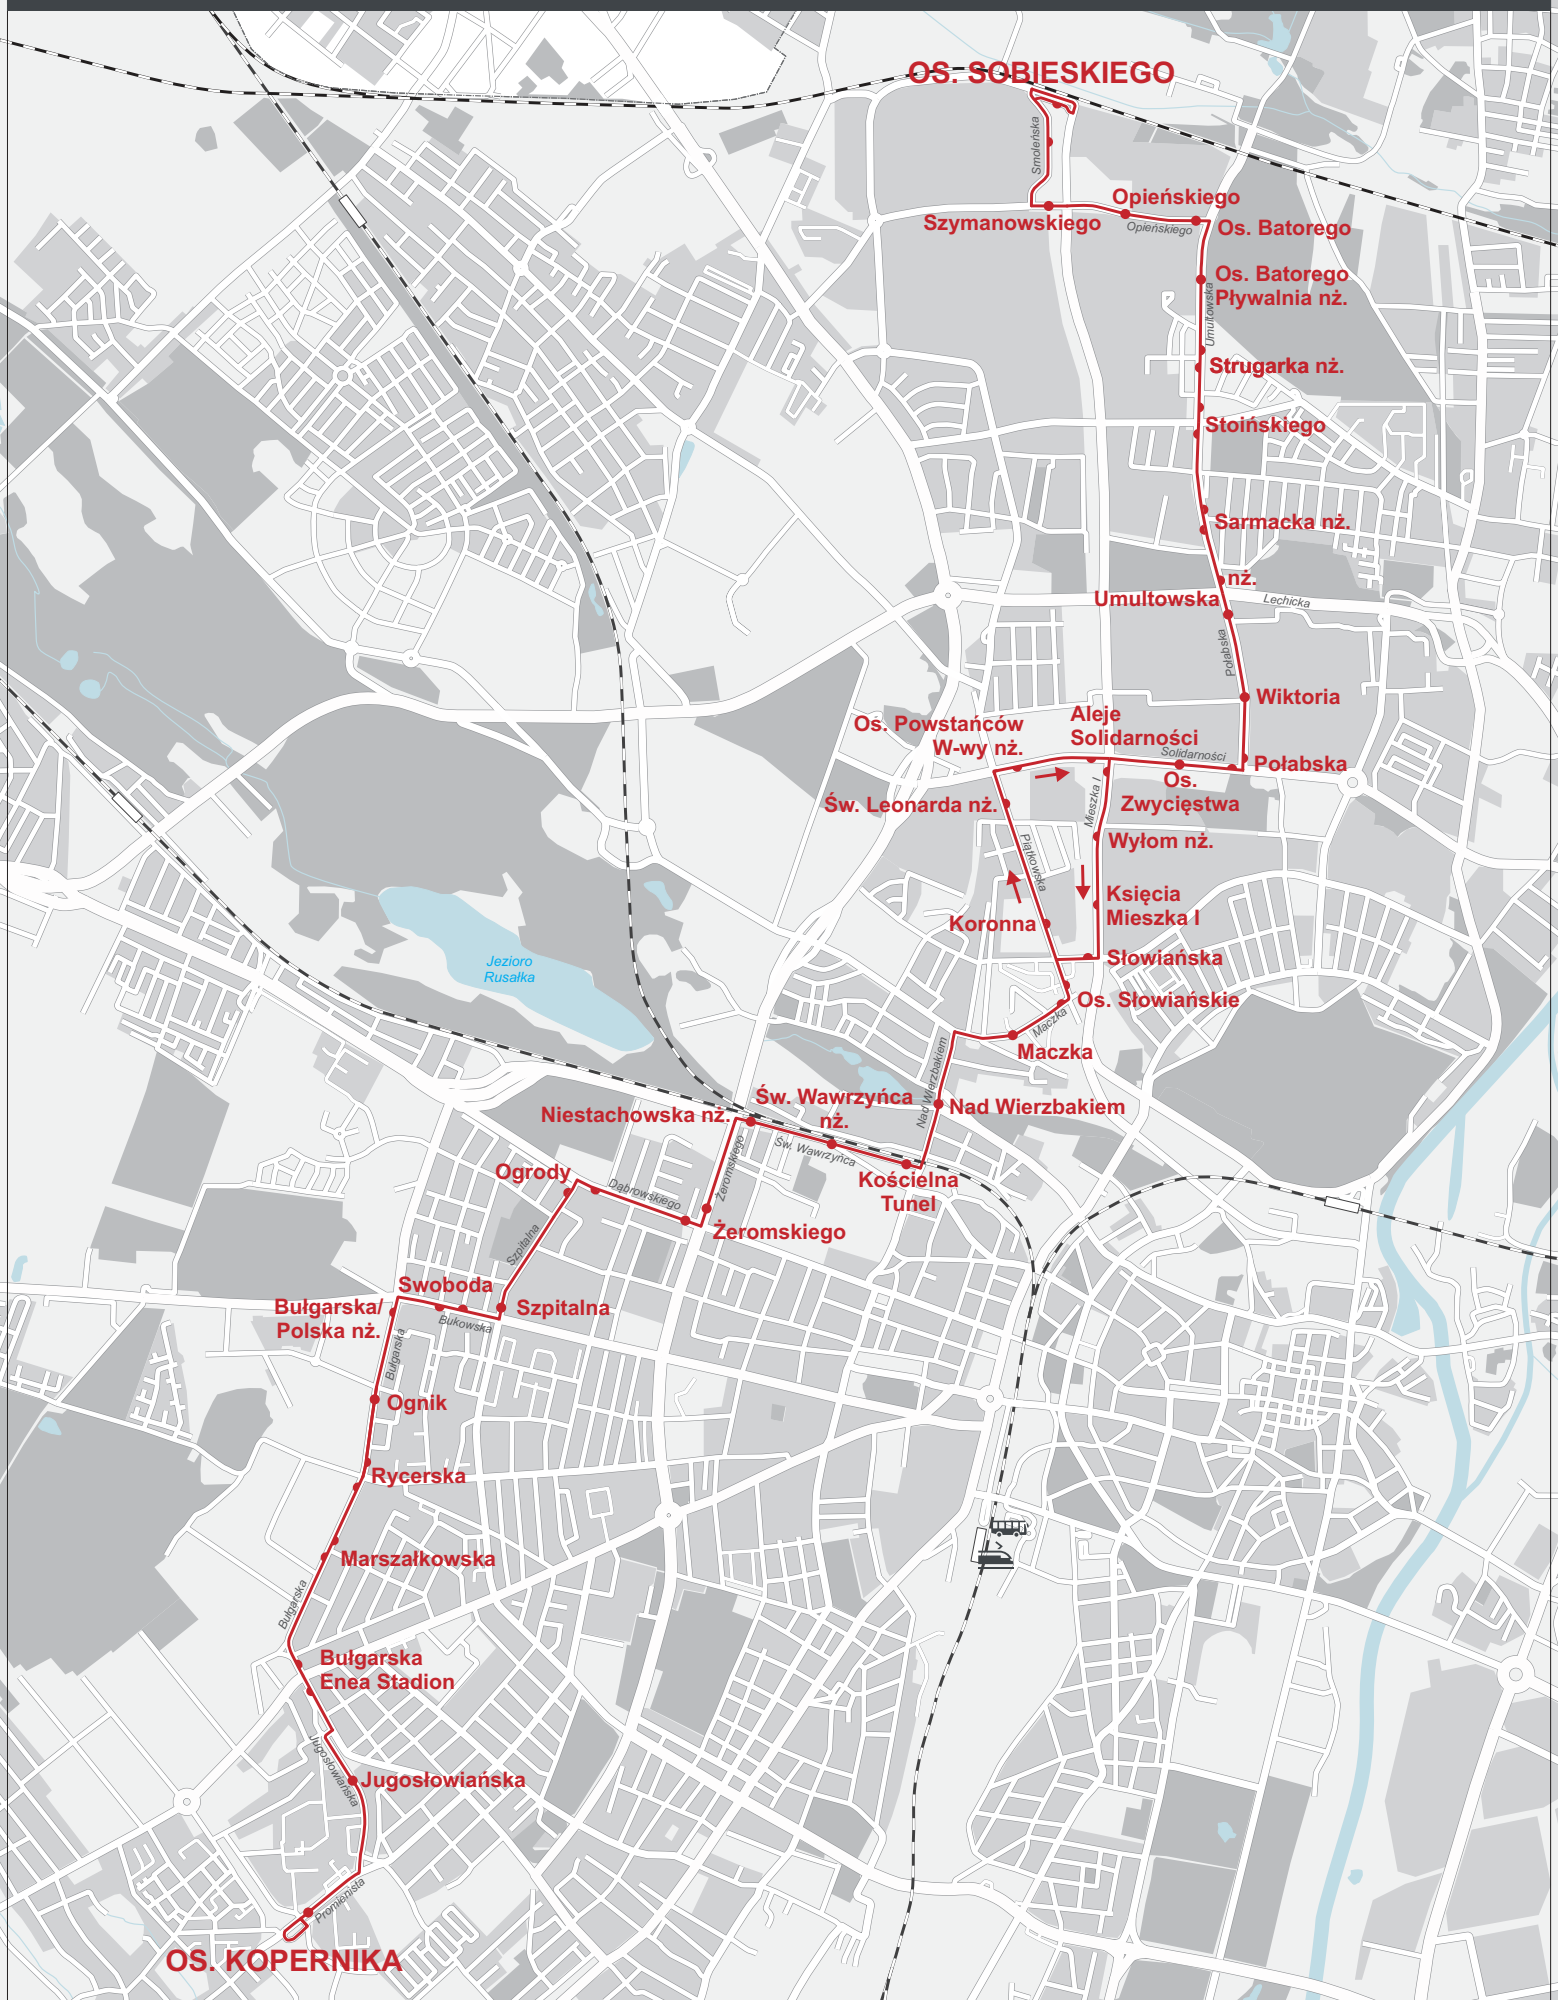 OS. SOBIESKIEGO
Smoleńska
Opieńskiego
Szymanowskiego
Opieńskiego
Os. Batorego
Os. Batorego
Pływalnia nż.
Umultowska
Strugarka nż.
Stoińskiego
Sarmacka nż.
nż.
Umultowska
Lechicka
Połabska
Wiktoria
Aleje
Solidarności
Os. Powstańców
W-wy nż.
Solidarności
Połabska
Os.
Zwycięstwa
Św. Leonarda nż.
Mieszka I
Wyłom nż.
Piątkowska
Księcia
Mieszka I
Koronna
Słowiańska
Jezioro
Rusałka
Os. Słowiańskie
Maczka
Maczka
Nad Wierzbakiem
Nad Wierzbakiem
Św. Wawrzyńca
nż.
Niestachowska nż.
Św. Wawrzyńca
Kościelna
Tunel
Żeromskiego
Ogrody
Dąbrowskiego
Żeromskiego
Szpitalna
Swoboda
Szpitalna
Bułgarska/
Polska nż.
Bukowska
Bułgarska
Ognik
Rycerska
Marszałkowska
Bułgarska
Bułgarska
Enea Stadion
Jugosłowiańska
Jugosłowiańska
Promienista
OS. KOPERNIKA